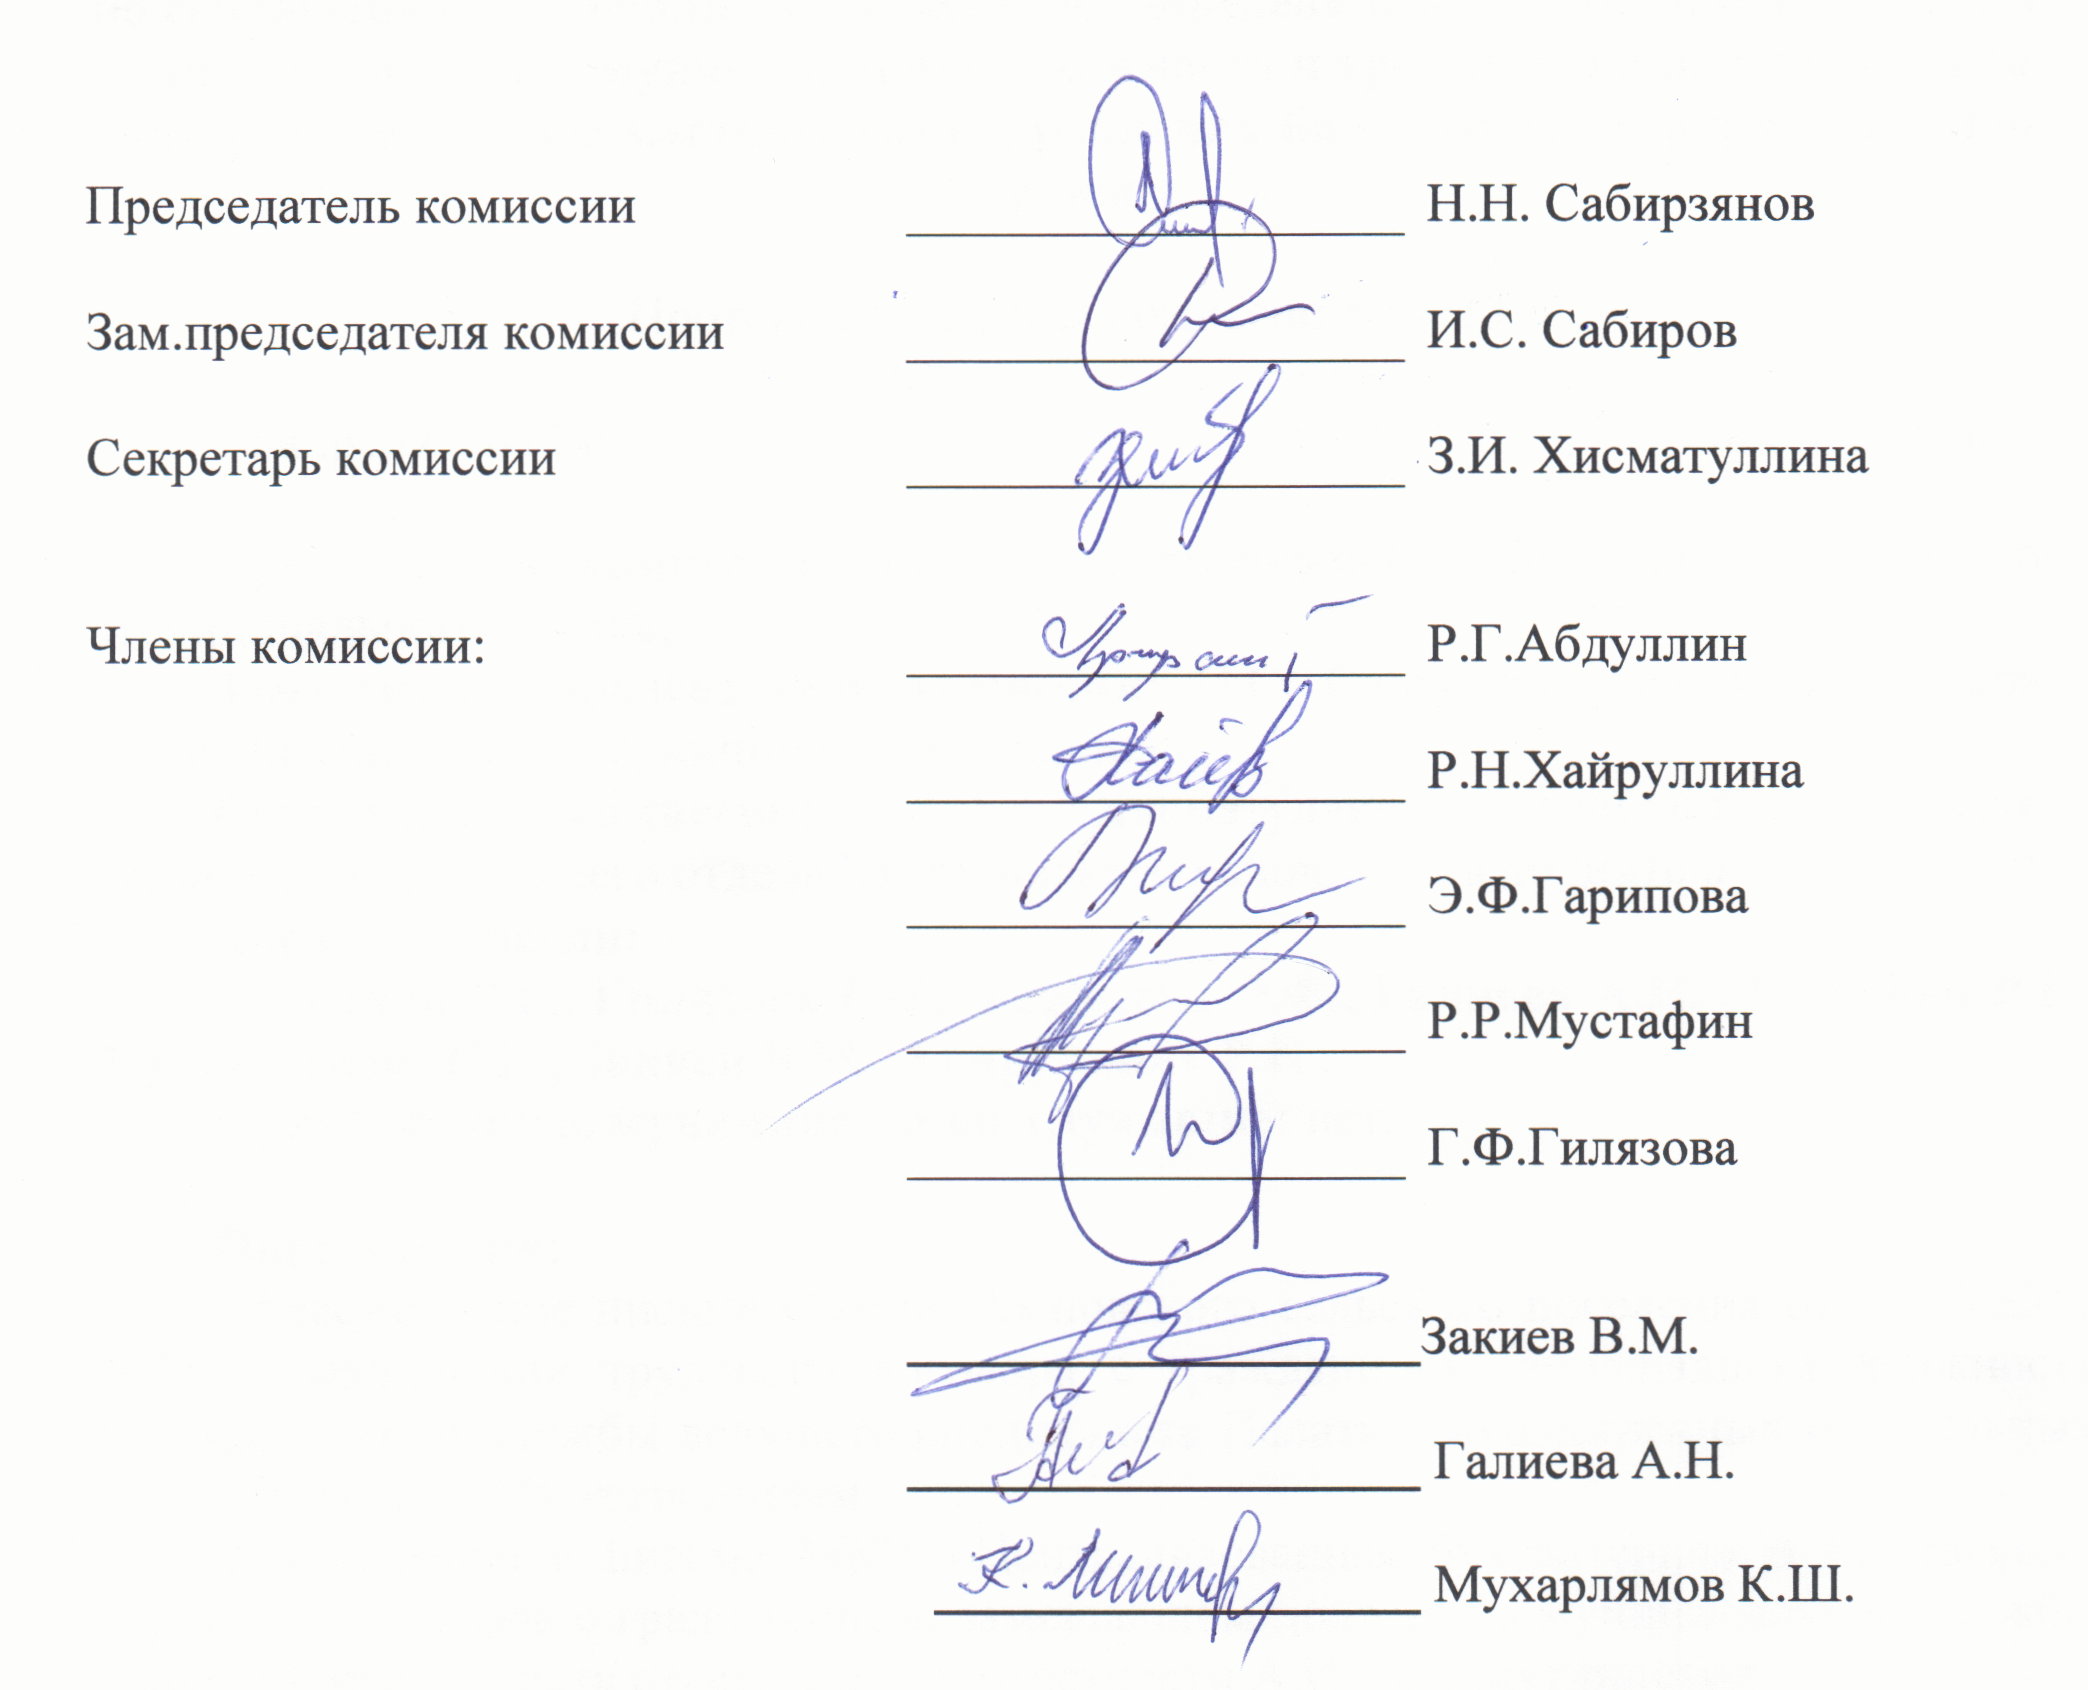 Председатель комиссии Н.Н. Сабирзянов
Зам.председателя комиссии И.С. Сабиров
Секретарь комиссии З.И. Хисматуллина
Члены комиссии: Р.Г.Абдуллин
Р.Н.Хайруллина
Э.Ф.Гарипова
Р.Р.Мустафин
Г.Ф.Гилязова
Закиев В.М.
Галиева А.Н.
Мухарлямов К.Ш.